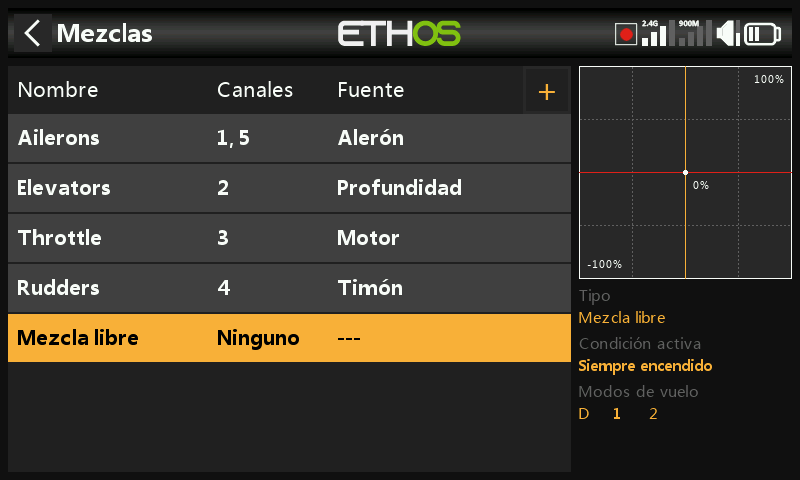 Mezclas
ETHOS
2.4G 900M
Nombre Canales Fuente +
100%
Ailerons 1, 5 Alerón
Elevators 2 Profundidad
0%
Throttle 3 Motor
-100%
Rudders 4 Timón
Tipo
Mezcla libre
Mezcla libre Ninguno ---
Condición activa
Siempre encendido
Modos de vuelo
D 1 2